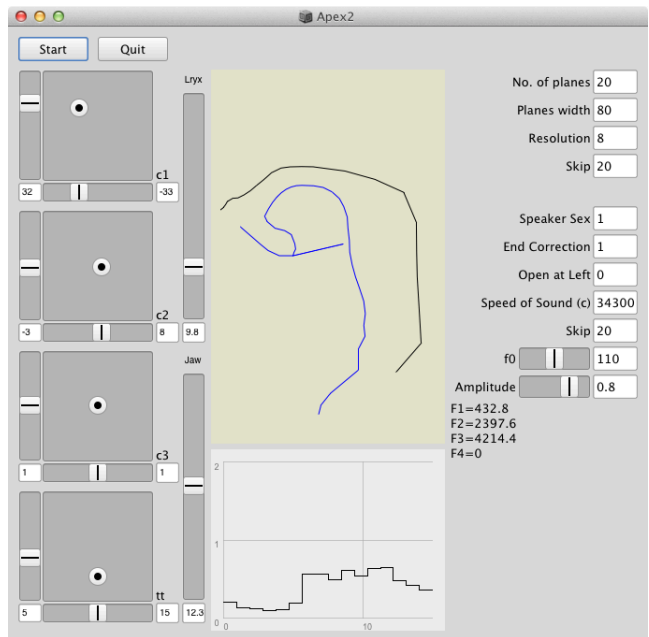 Apex2
Start Quit
Lryx
c1
32 -33
c2
-3 8 9.8
Jaw
c3
1 1
tt
5 15 12.3
2
1
0 0 10
No. of planes 20
Planes width 80
Resolution 8
Skip 20
Speaker Sex 1
End Correction 1
Open at Left 0
Speed of Sound (c) 34300
Skip 20
f0 110
Amplitude 0.8
F1=432.8
F2=2397.6
F3=4214.4
F4=0